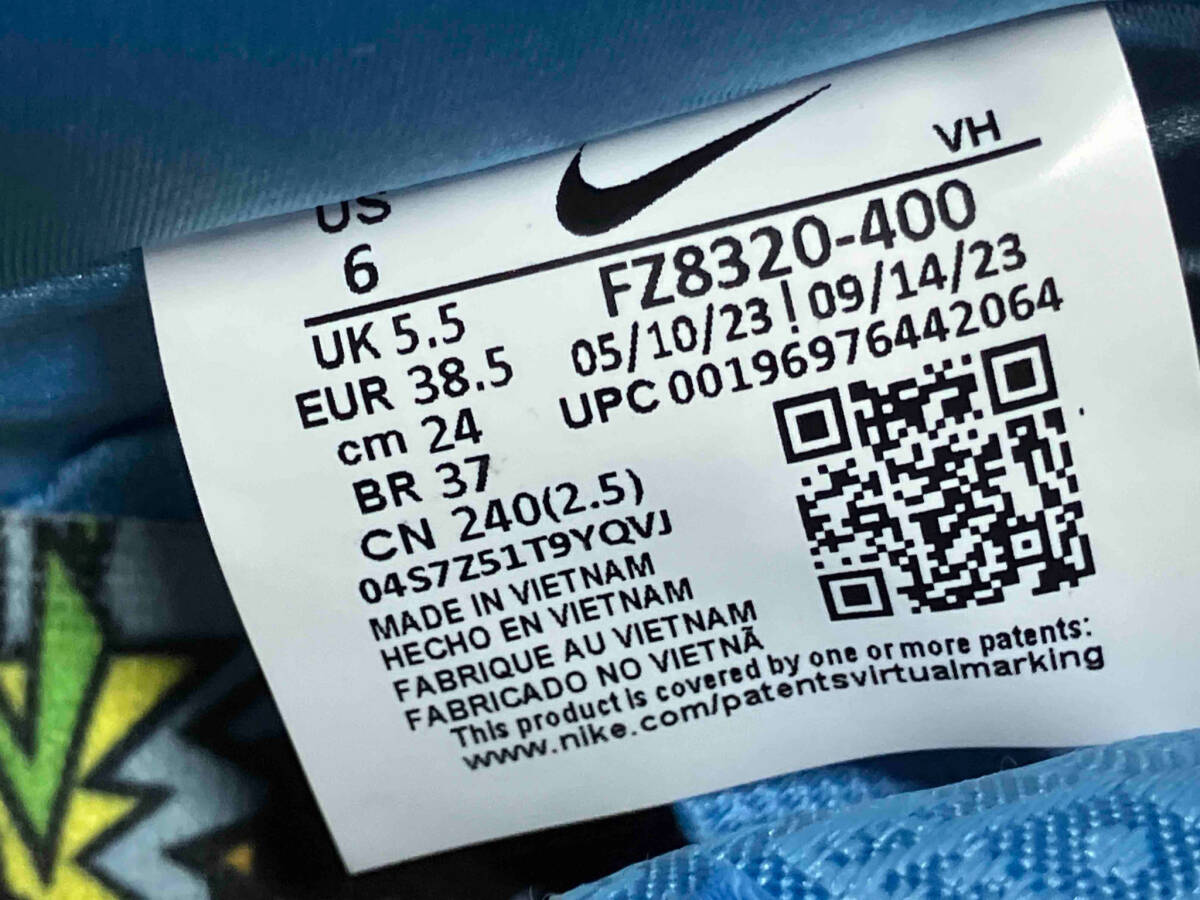 VH
US
6
UK 5.5
EUR 38.5
cm 24
BR 37
CN 240(2.5)
FZ8320-400
05/10/23 ! 09/14/23
UPC 00196976442064
04S7Z51T9YQVJ
MADE IN VIETNAM
HECHO EN VIETNAM
FABRIQUE AU VIETNAM
FABRICADO NO VIETNÃ
This product is covered by one or more patents:
www.nike.com/patentsvirtualmarking